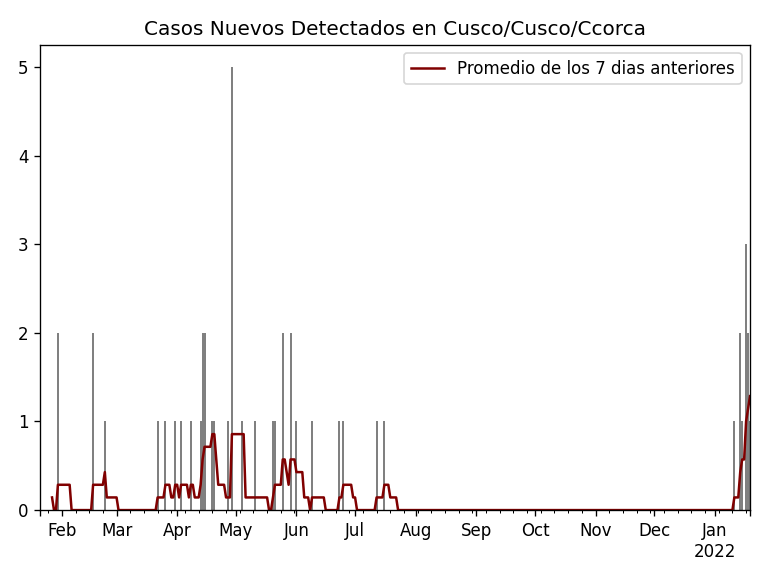 Casos Nuevos Detectados en Cusco/Cusco/Ccorca
Promedio de los 7 dias anteriores
5
4
3
2
1
0
Feb Mar Apr May Jun Jul Aug Sep Oct Nov Dec Jan
2022